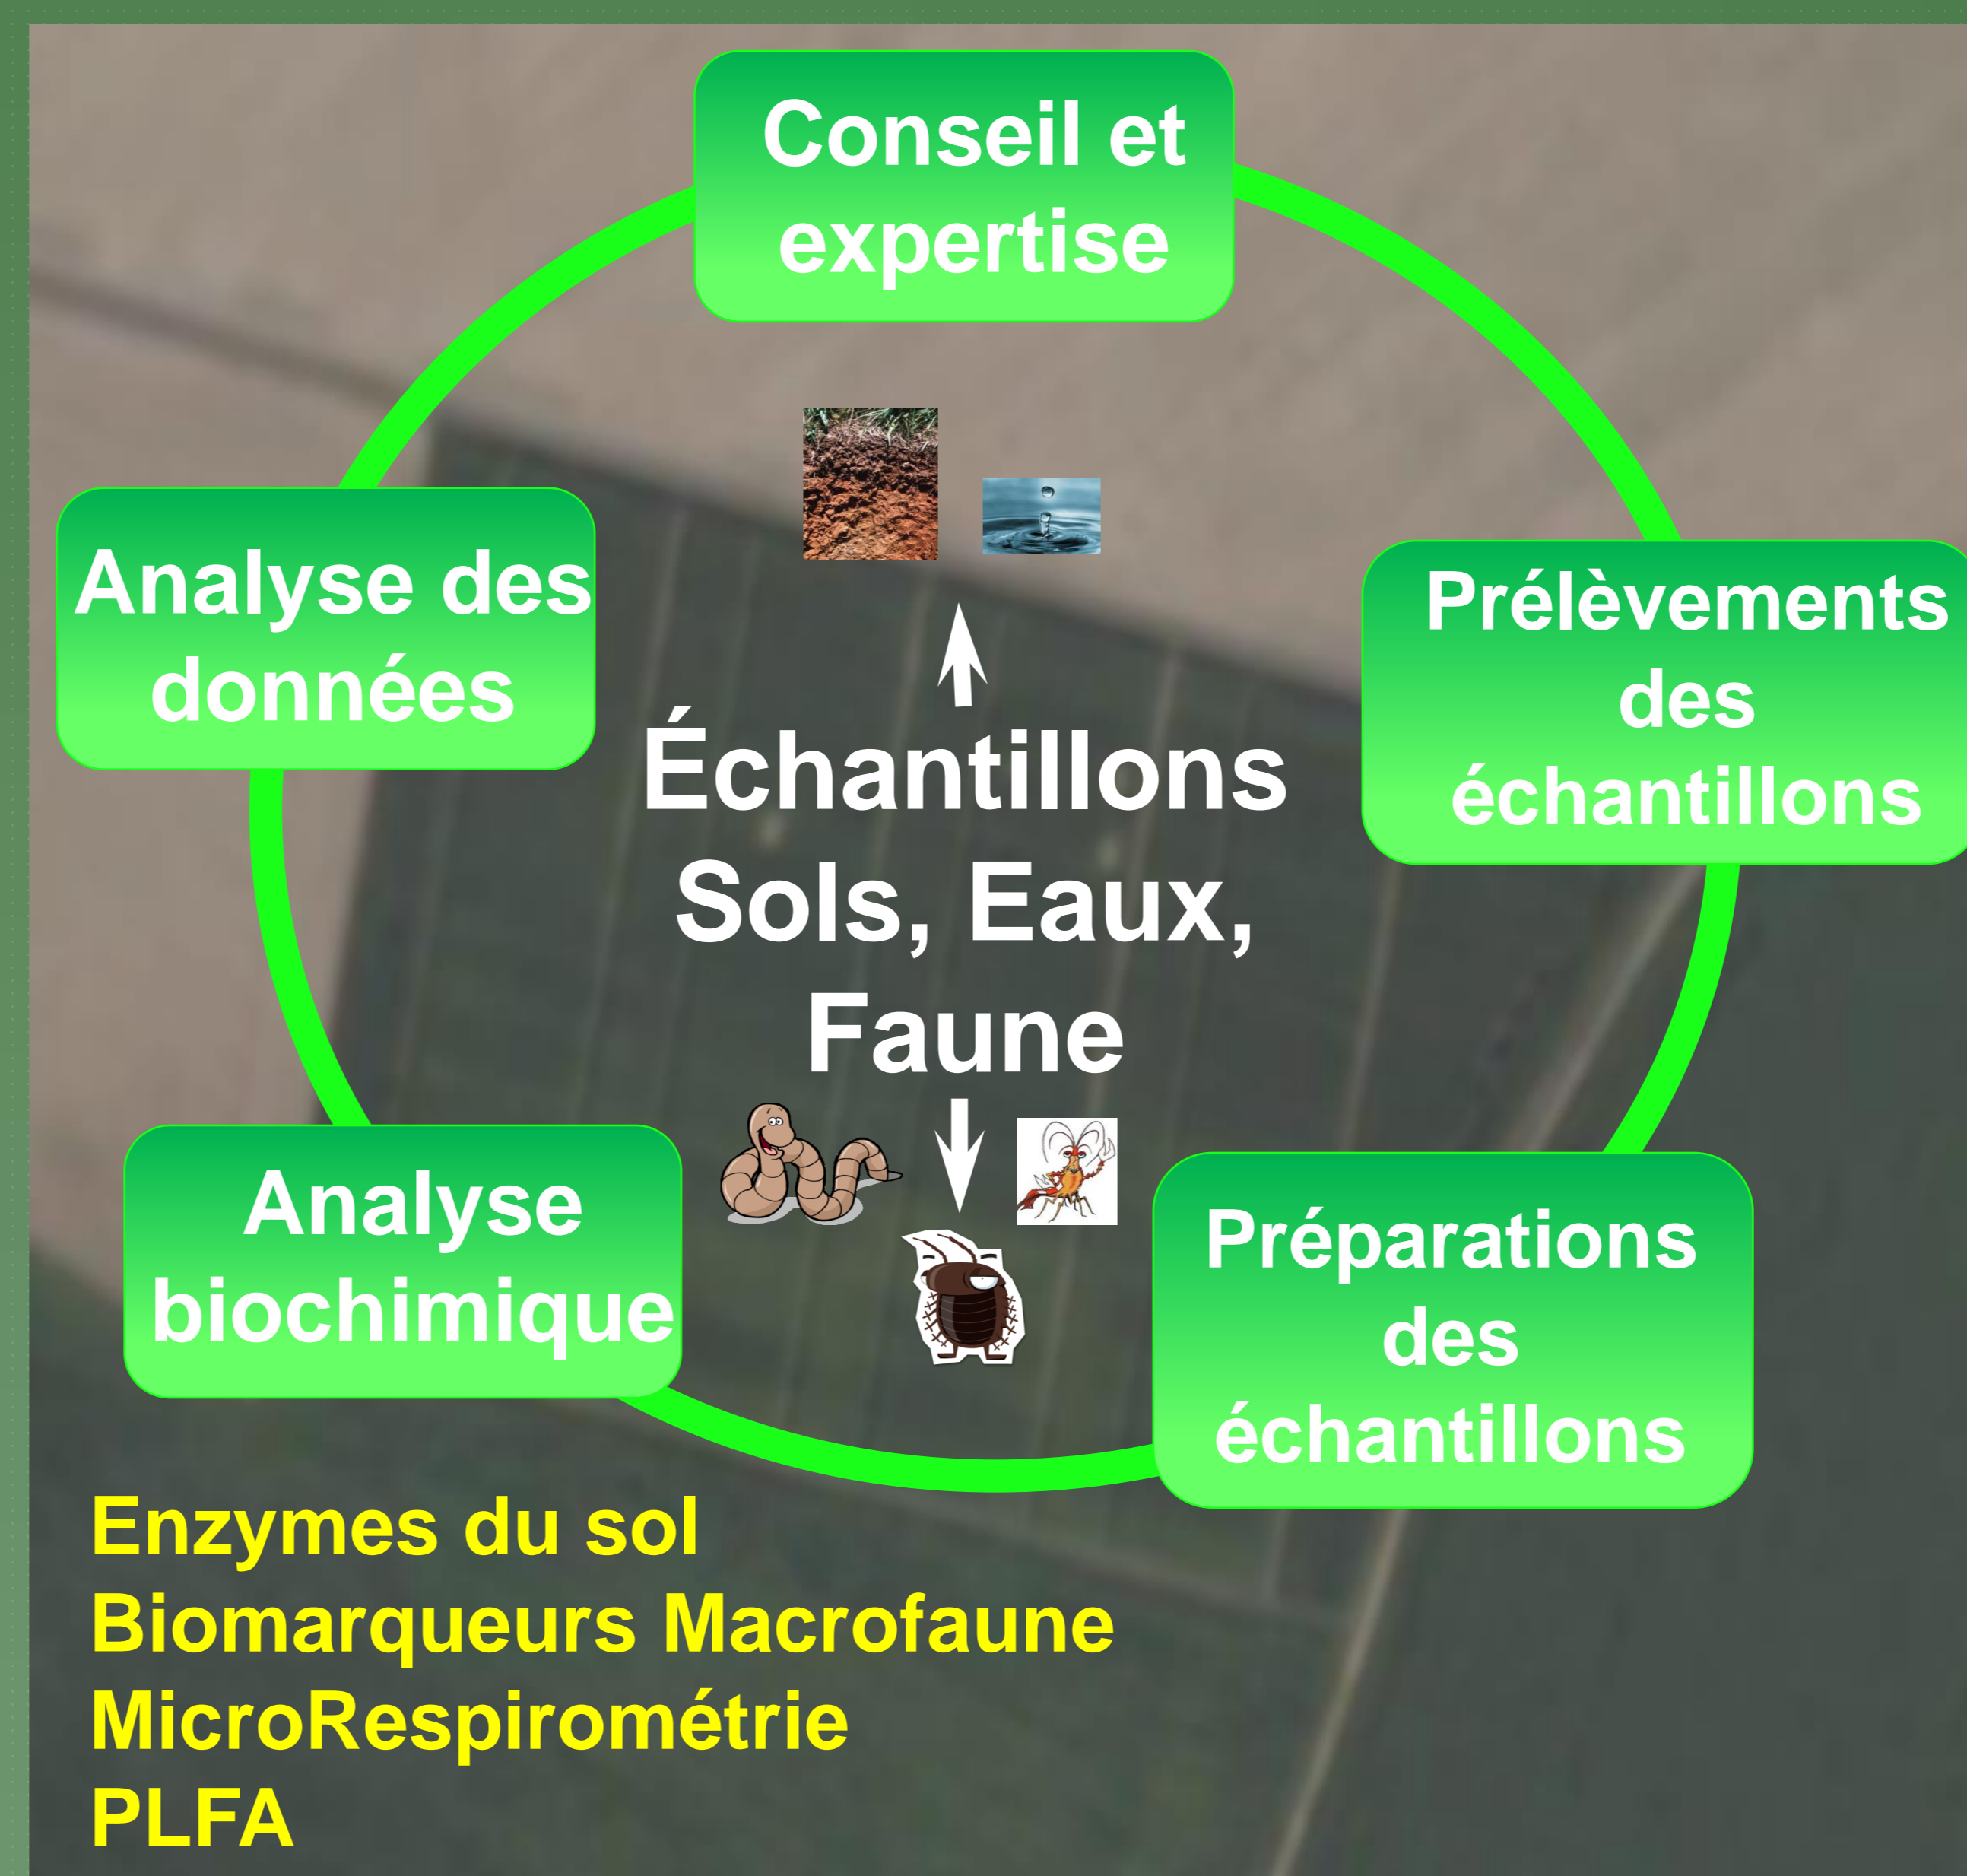 Conseil et
expertise
Analyse des
données
Prélèvements
des
échantillons
Échantillons
Sols, Eaux,
Faune
Analyse
biochimique
Préparations
des
échantillons
Enzymes du sol
Biomarqueurs Macrofaune
MicroRespirométrie
PLFA